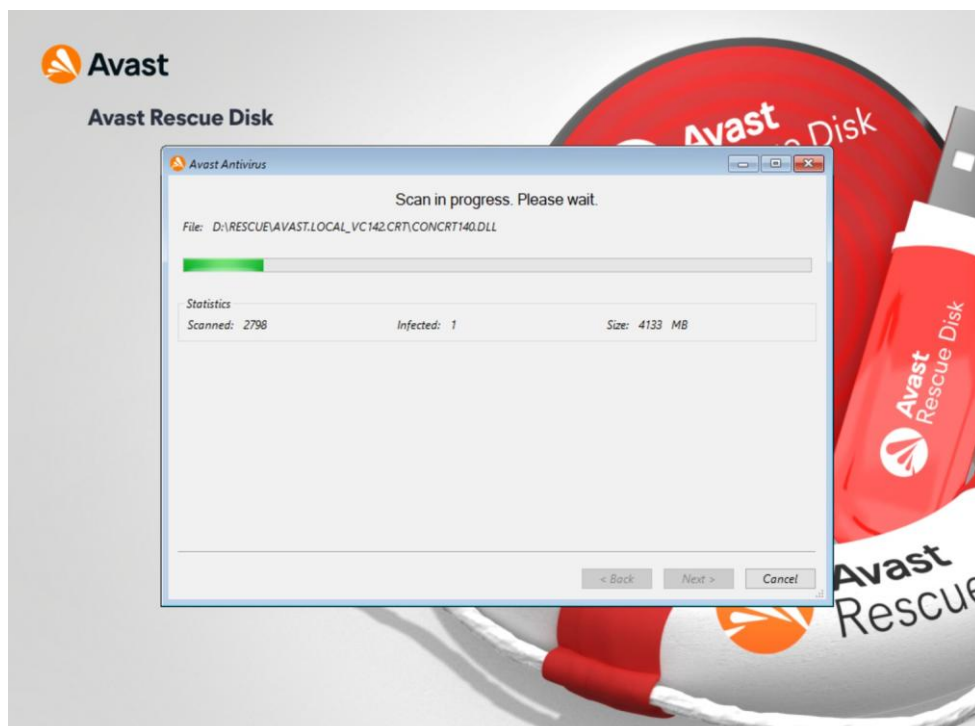 Avast
Avast Rescue Disk
Avast
Disk
Avast Antivirus
Scan in progress. Please wait.
File: D:\RESCUE\AVAST.LOCAL_VC142.CRT\CONCRT140.DLL
Statistics
Scanned: 2798 Infected: 1 Size: 4133 MB
Avast
Rescue Disk
< Back Next > Cancel
Avast